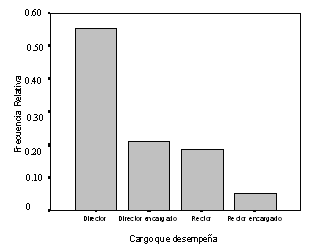 0.60
0.50
0.40
0.30
0.20
0.10
0
Frecuencia Relativa
Director Director encargado Rector Rector encargado
Cargo que desempeña